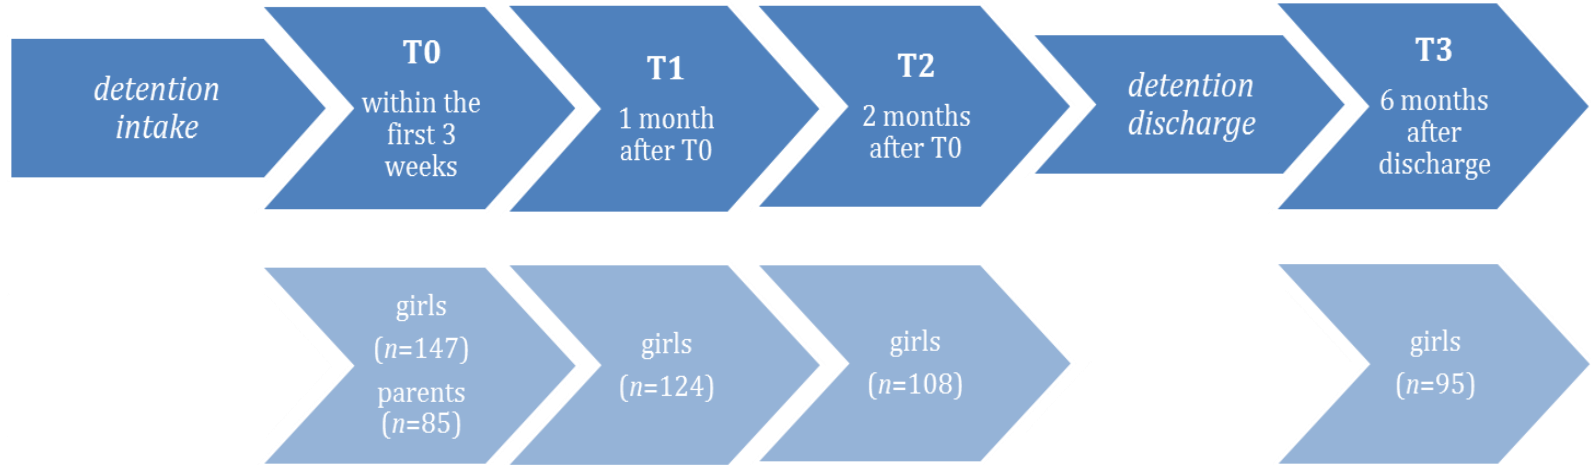 detention
intake
T0
within the
first 3
weeks
T1
1 month
after T0
T2
2 months
after T0
detention
discharge
T3
6 months
after
discharge
girls
(n=147)
parents
(n=85)
girls
(n=124)
girls
(n=108)
girls
(n=95)